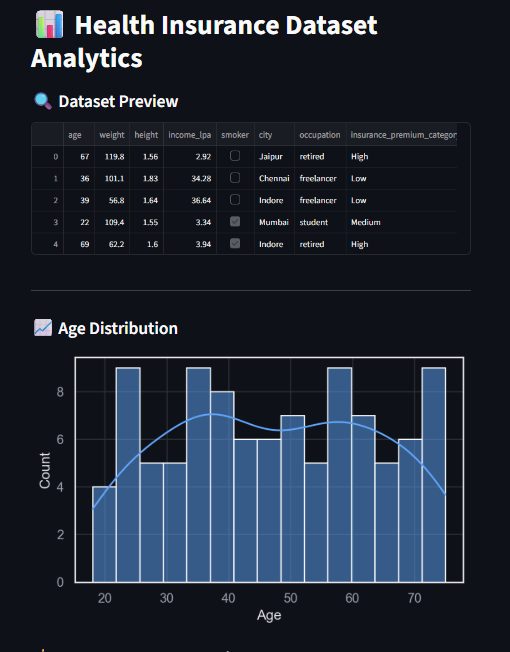 Health Insurance Dataset
Analytics
Dataset Preview
age weight height income_lpa smoker city occupation insurance_premium_category
0 67 119.8 1.56 2.92 Jaipur retired High
1 36 101.1 1.83 34.28 Chennai freelancer Low
2 39 56.8 1.64 36.64 Indore freelancer Low
3 22 109.4 1.55 3.34 Mumbai student Medium
4 69 62.2 1.6 3.94 Indore retired High
Age Distribution
8
6
4
2
0
Count
20 30 40 50 60 70
Age